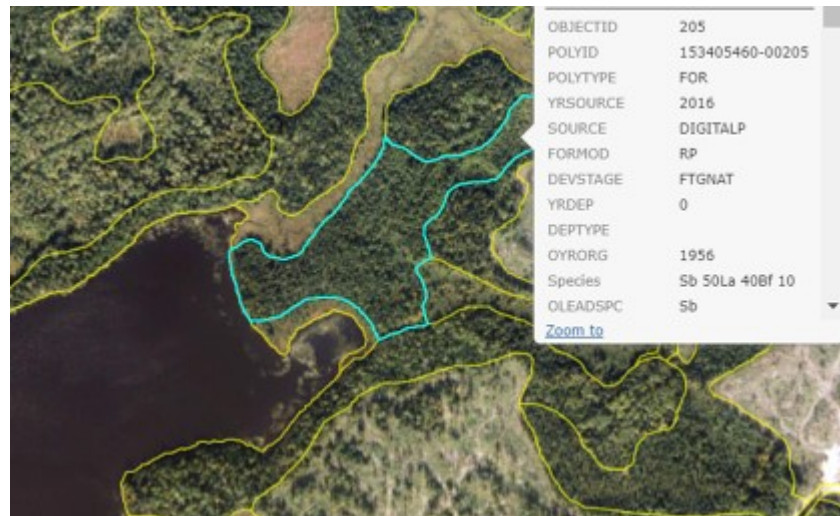 OBJECTID 205
POLYID 153405460-00205
POLYTYPE FOR
YRSOURCE 2016
SOURCE DIGITALP
FORMOD RP
DEVSTAGE FTGNAT
YRDEP 0
DEPTYPE
OYRORG 1956
Species Sb 50La 40Bf 10
OLEADSPC Sb
Zoom to